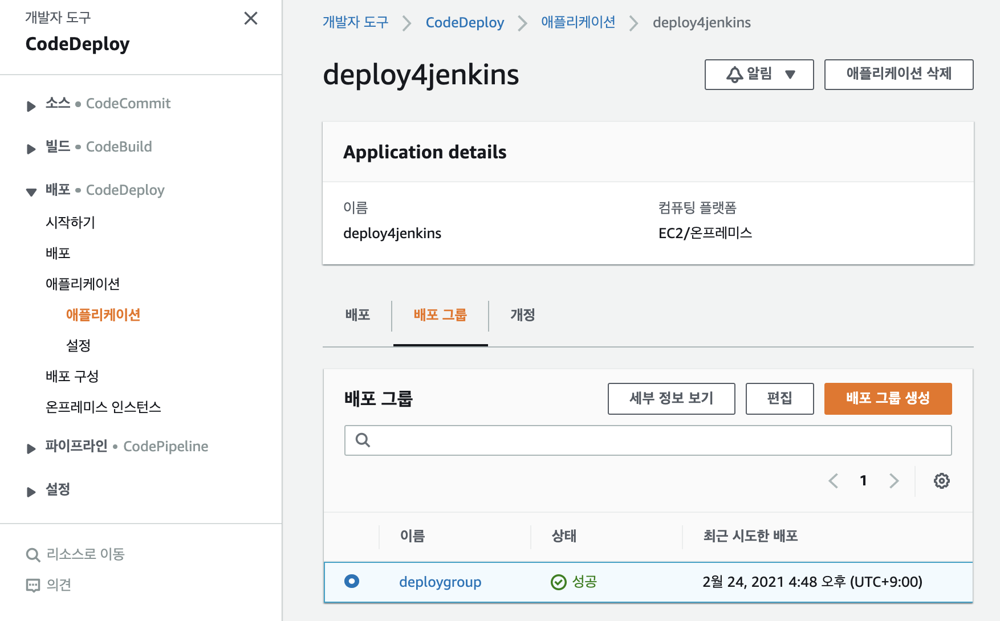 개발자 도구
CodeDeploy
소스 • CodeCommit
빌드 • CodeBuild
배포 • CodeDeploy
시작하기
배포
애플리케이션
애플리케이션
설정
배포 구성
온프레미스 인스턴스
파이프라인 • CodePipeline
설정
리소스로 이동
의견
개발자 도구 > CodeDeploy > 애플리케이션 > deploy4jenkins
deploy4jenkins
알림 ▼
애플리케이션 삭제
Application details
이름
deploy4jenkins
컴퓨팅 플랫폼
EC2/온프레미스
배포
배포 그룹
개정
배포 그룹
세부 정보 보기
편집
배포 그룹 생성
1
이름 상태 최근 시도한 배포
deploygroup 성공 2월 24, 2021 4:48 오후 (UTC+9:00)